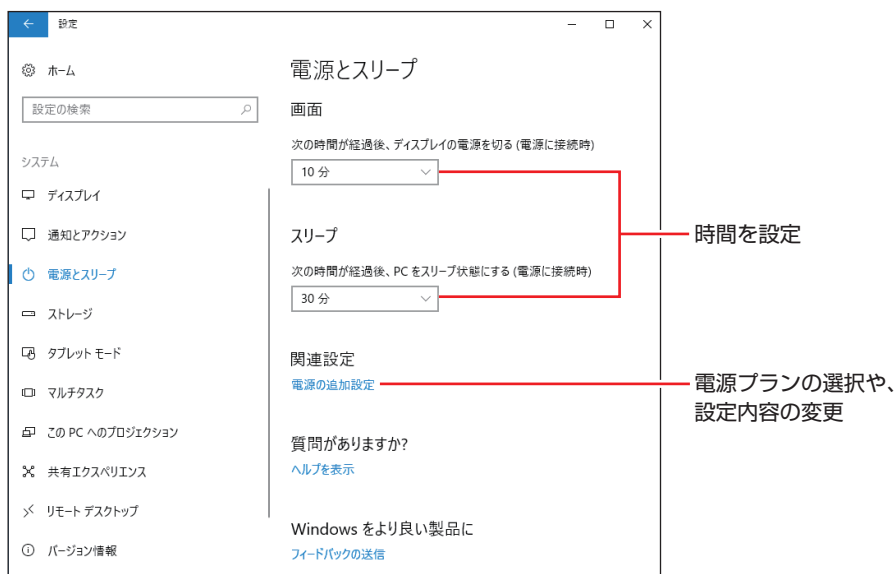 設定
ホーム
設定の検索
システム
ディスプレイ
通知とアクション
電源とスリープ
ストレージ
タブレット モード
マルチタスク
この PC へのプロジェクション
共有エクスペリエンス
リモート デスクトップ
バージョン情報
電源とスリープ
画面
次の時間が経過後、ディスプレイの電源を切る (電源に接続時)
10 分
スリープ
次の時間が経過後、PC をスリープ状態にする (電源に接続時)
30 分
関連設定
電源の追加設定
質問がありますか?
ヘルプを表示
Windows をより良い製品に
フィードバックの送信
時間を設定
電源プランの選択や、
設定内容の変更